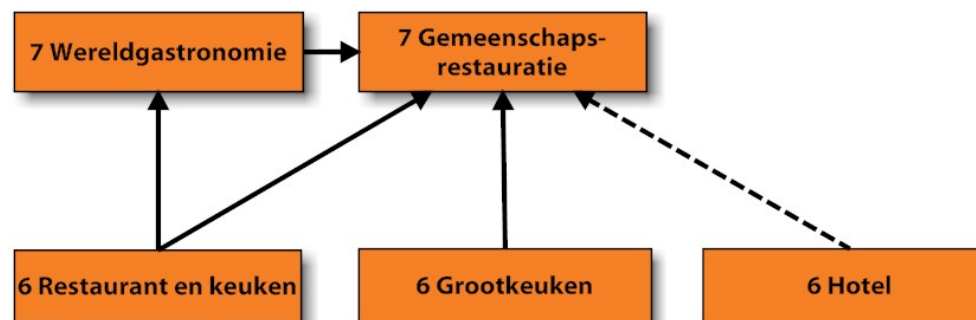 7 Wereldgastronomie
7 Gemeenschaps-
restauratie
6 Restaurant en keuken
6 Grootkeuken
6 Hotel